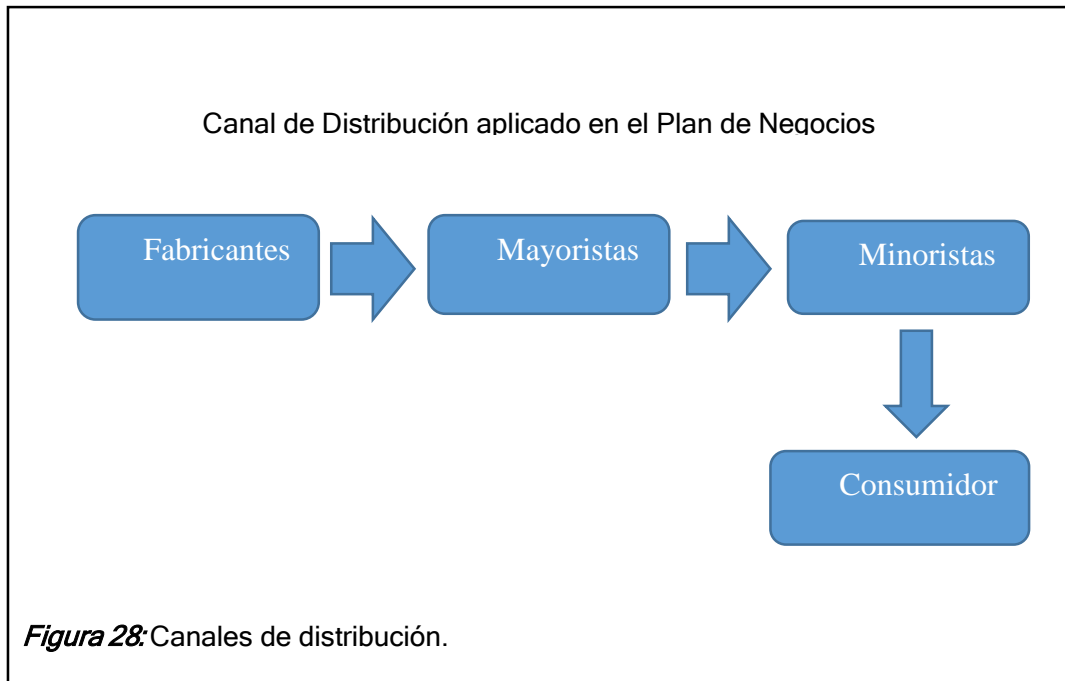 Canal de Distribución aplicado en el Plan de Negocios
Fabricantes
Mayoristas
Minoristas
Consumidor
Figura 28: Canales de distribución.